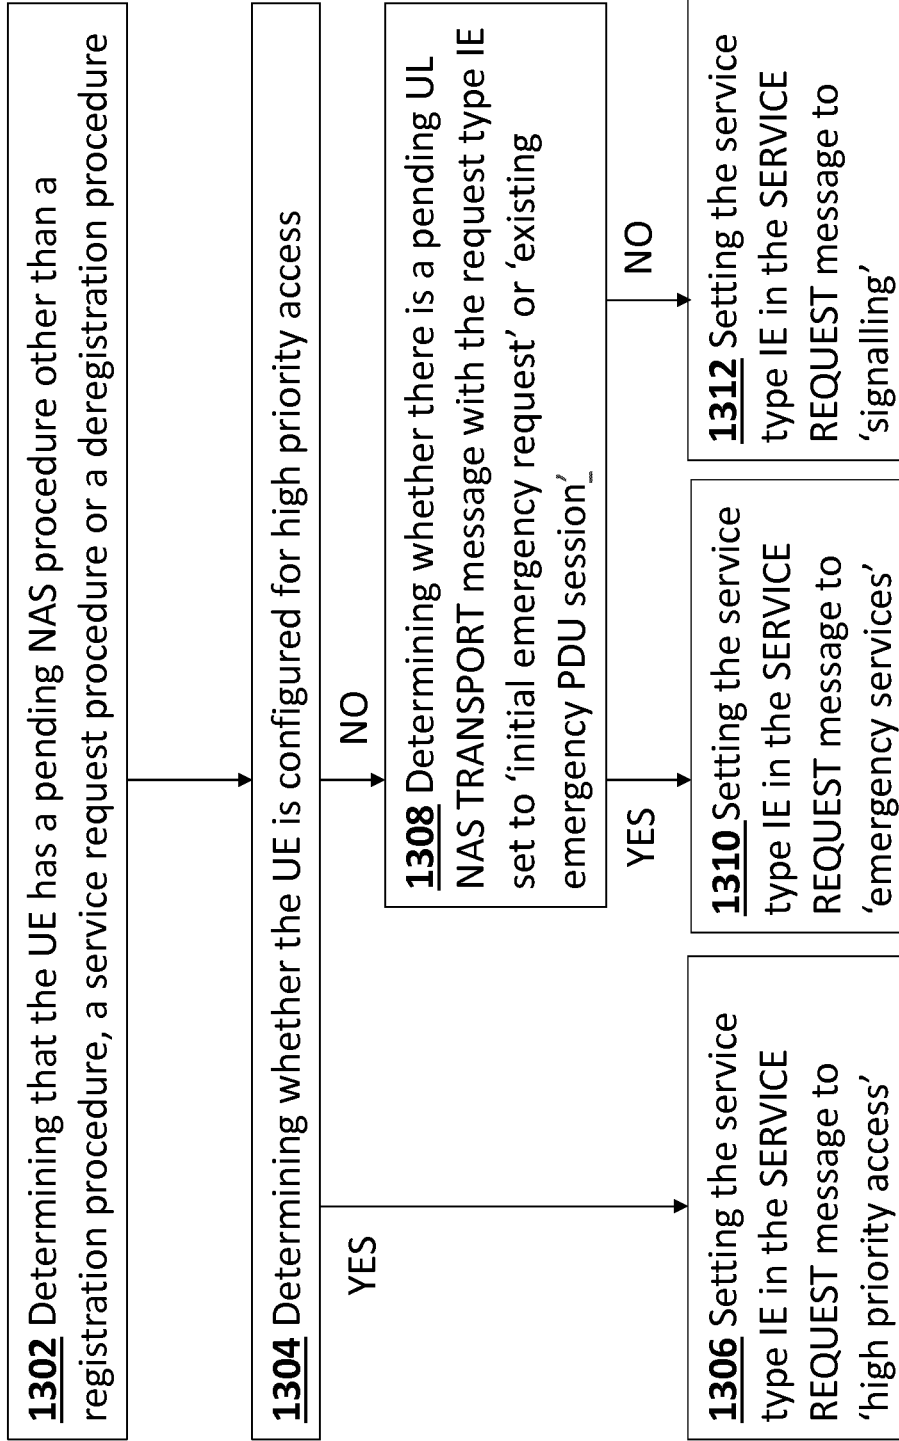 1302 Determining that the UE has a pending NAS procedure other than a
registration procedure, a service request procedure or a deregistration procedure
1304 Determining whether the UE is configured for high priority access
YES
NO
1308 Determining whether there is a pending UL
NAS TRANSPORT message with the request type IE
set to ‘initial emergency request’ or ‘existing
emergency PDU session’
YES
NO
1306 Setting the service
type IE in the SERVICE
REQUEST message to
‘high priority access’
1310 Setting the service
type IE in the SERVICE
REQUEST message to
‘emergency services’
1312 Setting the service
type IE in the SERVICE
REQUEST message to
‘signalling’